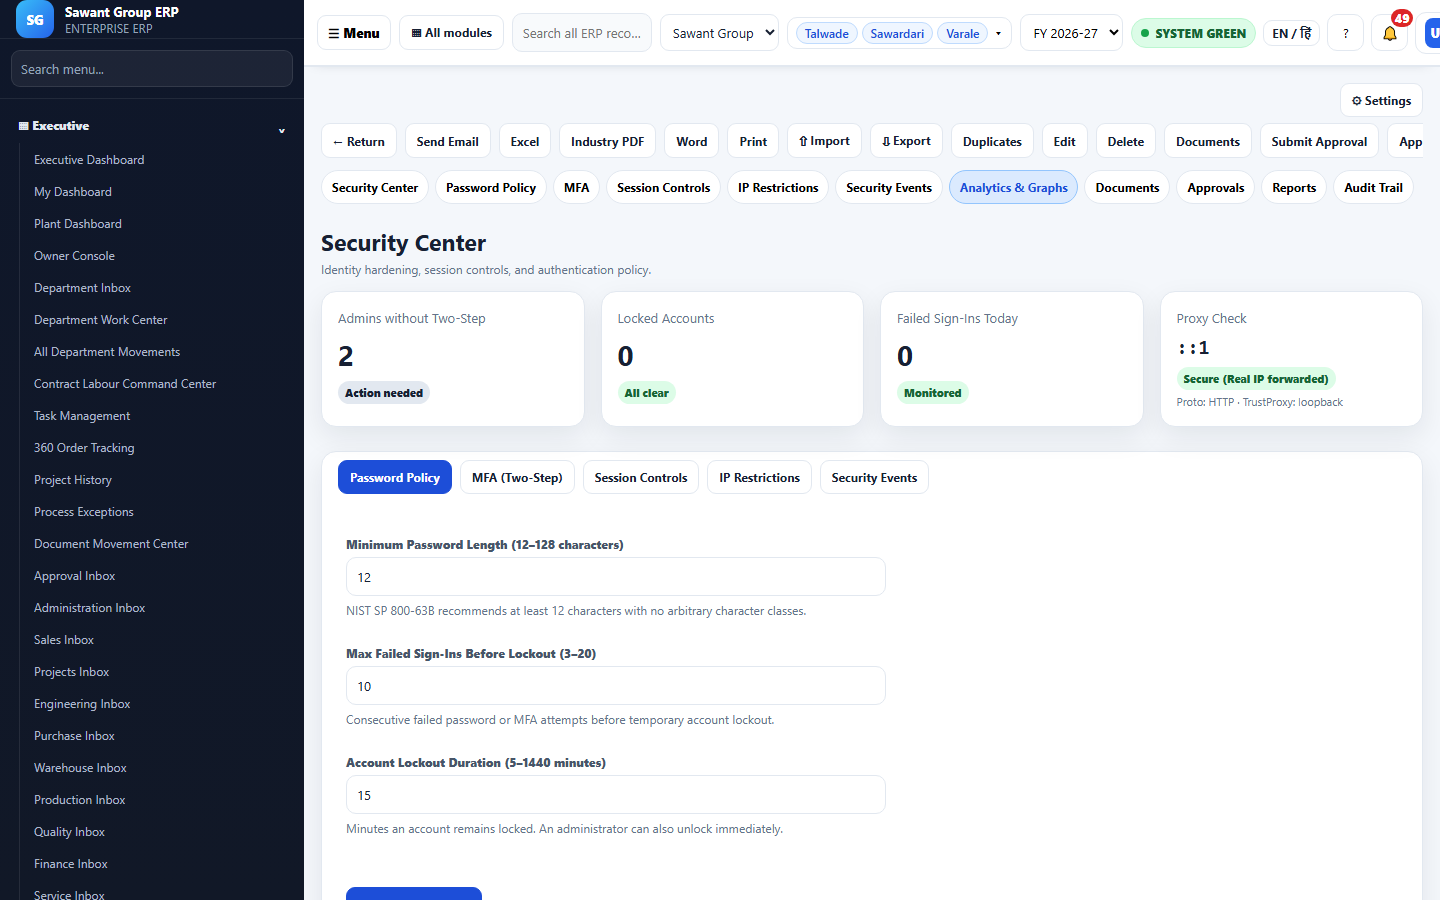 SG
Sawant Group ERP
ENTERPRISE ERP
Search menu...
Executive
Executive Dashboard
My Dashboard
Plant Dashboard
Owner Console
Department Inbox
Department Work Center
All Department Movements
Contract Labour Command Center
Task Management
360 Order Tracking
Project History
Process Exceptions
Document Movement Center
Approval Inbox
Administration Inbox
Sales Inbox
Projects Inbox
Engineering Inbox
Purchase Inbox
Warehouse Inbox
Production Inbox
Quality Inbox
Finance Inbox
Service Inbox
☰ Menu
All modules
Search all ERP reco...
Sawant Group
Talwade
Sawardari
Varale
FY 2026-27
SYSTEM GREEN
EN / हिं
?
49
U
⚙ Settings
← Return
Send Email
Excel
Industry PDF
Word
Print
⇧ Import
⇩ Export
Duplicates
Edit
Delete
Documents
Submit Approval
App
Security Center
Password Policy
MFA
Session Controls
IP Restrictions
Security Events
Analytics & Graphs
Documents
Approvals
Reports
Audit Trail
Security Center
Identity hardening, session controls, and authentication policy.
Admins without Two-Step
2
Action needed
Locked Accounts
0
All clear
Failed Sign-Ins Today
0
Monitored
Proxy Check
::1
Secure (Real IP forwarded)
Proto: HTTP · TrustProxy: loopback
Password Policy
MFA (Two-Step)
Session Controls
IP Restrictions
Security Events
Minimum Password Length (12–128 characters)
12
NIST SP 800-63B recommends at least 12 characters with no arbitrary character classes.
Max Failed Sign-Ins Before Lockout (3–20)
10
Consecutive failed password or MFA attempts before temporary account lockout.
Account Lockout Duration (5–1440 minutes)
15
Minutes an account remains locked. An administrator can also unlock immediately.